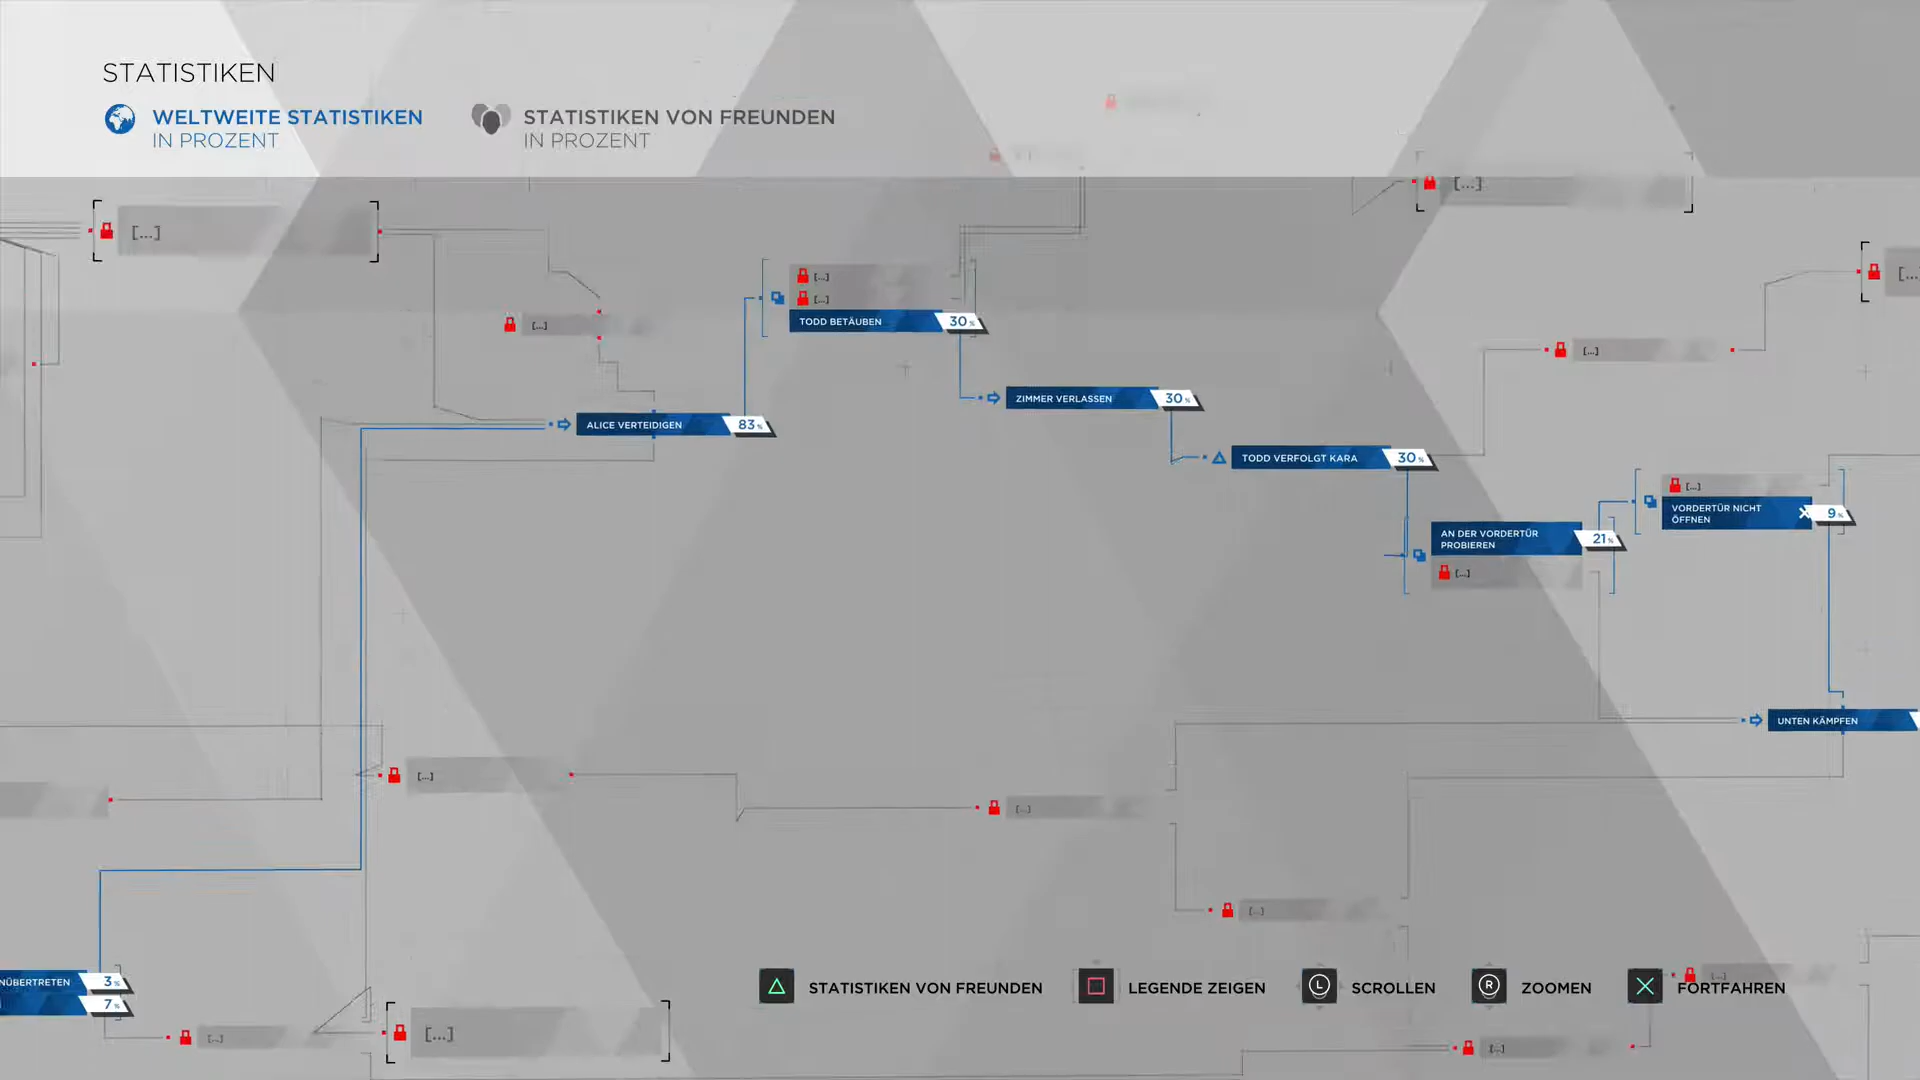 STATISTIKEN
WELTWEITE STATISTIKEN
IN PROZENT
STATISTIKEN VON FREUNDEN
IN PROZENT
[...]
[...]
[...]
[...]
[...]
[...]
TODD BETÄUBEN 30%
[...]
[...]
ZIMMER VERLASSEN 30%
ALICE VERTEIDIGEN 83%
TODD VERFOLGT KARA 30%
[...]
VORDERTÜR NICHT
ÖFFNEN 9%
AN DER VORDERTÜR
PROBIEREN 21%
[...]
UNTEN KÄMPFEN
[...]
[...]
[...]
NÜBERTRETEN 3%
7%
[...]
STATISTIKEN VON FREUNDEN
LEGENDE ZEIGEN
L SCROLLEN
R ZOOMEN
FORTFAHREN
[...]
[...]
[...]